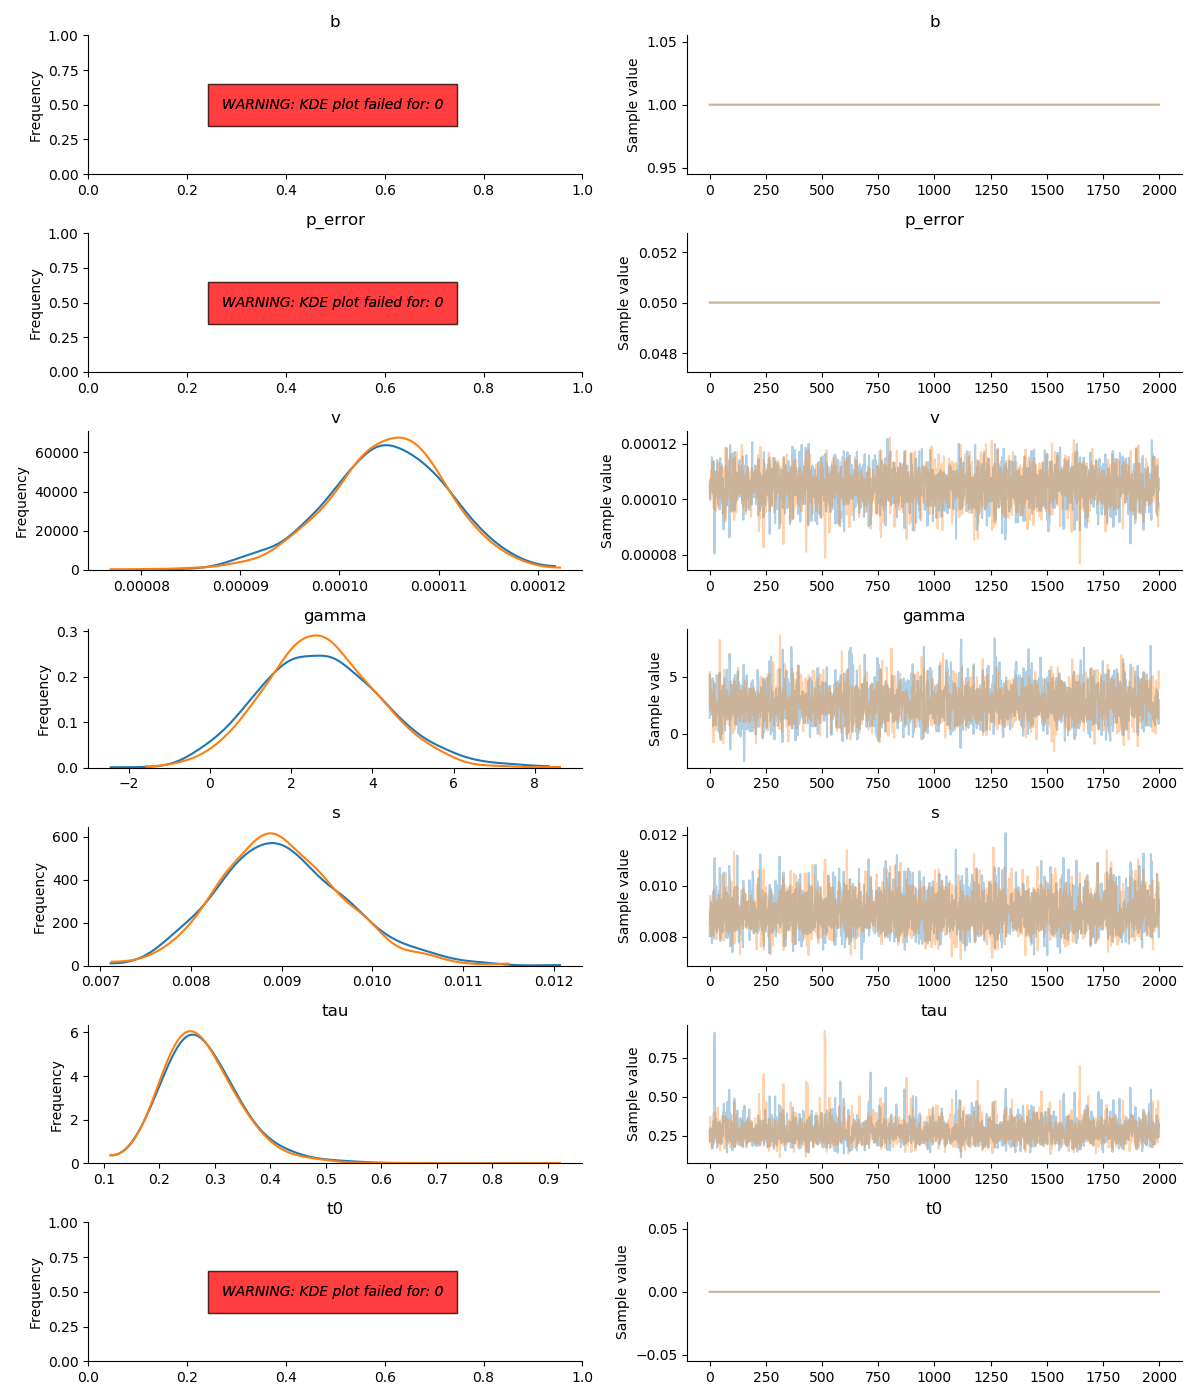 b
1.00
0.75
0.50
0.25
0.00
Frequency
WARNING: KDE plot failed for: 0
0.0 0.2 0.4 0.6 0.8 1.0
b
1.05
1.00
0.95
Sample value
0 250 500 750 1000 1250 1500 1750 2000
p_error
1.00
0.75
0.50
0.25
0.00
Frequency
WARNING: KDE plot failed for: 0
0.0 0.2 0.4 0.6 0.8 1.0
p_error
0.052
0.050
0.048
Sample value
0 250 500 750 1000 1250 1500 1750 2000
v
60000
40000
20000
0
Frequency
0.00008 0.00009 0.00010 0.00011 0.00012
v
0.00012
0.00010
0.00008
Sample value
0 250 500 750 1000 1250 1500 1750 2000
gamma
0.3
0.2
0.1
0.0
Frequency
−2 0 2 4 6 8
gamma
5
0
Sample value
0 250 500 750 1000 1250 1500 1750 2000
s
600
400
200
0
Frequency
0.007 0.008 0.009 0.010 0.011 0.012
s
0.012
0.010
0.008
Sample value
0 250 500 750 1000 1250 1500 1750 2000
tau
6
4
2
0
Frequency
0.1 0.2 0.3 0.4 0.5 0.6 0.7 0.8 0.9
tau
0.75
0.50
0.25
Sample value
0 250 500 750 1000 1250 1500 1750 2000
t0
1.00
0.75
0.50
0.25
0.00
Frequency
WARNING: KDE plot failed for: 0
0.0 0.2 0.4 0.6 0.8 1.0
t0
0.05
0.00
−0.05
Sample value
0 250 500 750 1000 1250 1500 1750 2000